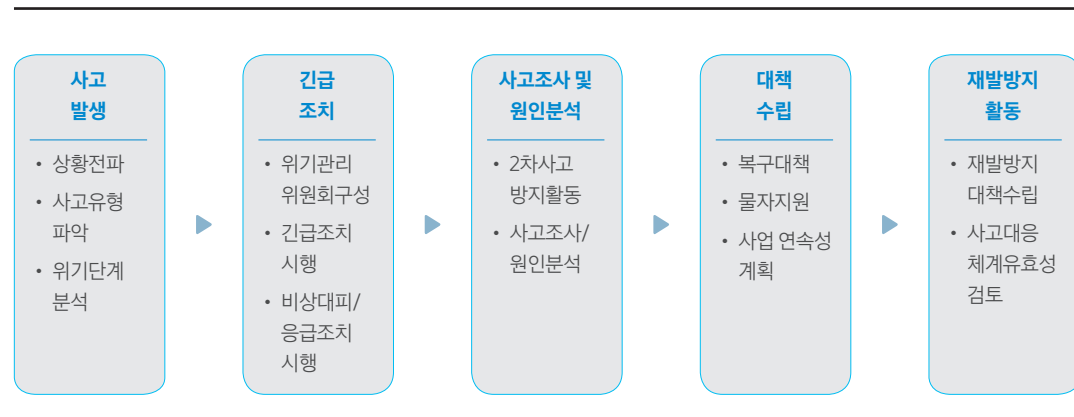 사고
발생
• 상황전파
• 사고유형
파악
• 위기단계
분석
긴급
조치
• 위기관리
위원회구성
• 긴급조치
시행
• 비상대피/
응급조치
시행
사고조사 및
원인분석
• 2차사고
방지활동
• 사고조사/
원인분석
대책
수립
• 복구대책
• 물자지원
• 사업 연속성
계획
재발방지
활동
• 재발방지
대책수립
• 사고대응
체계유효성
검토